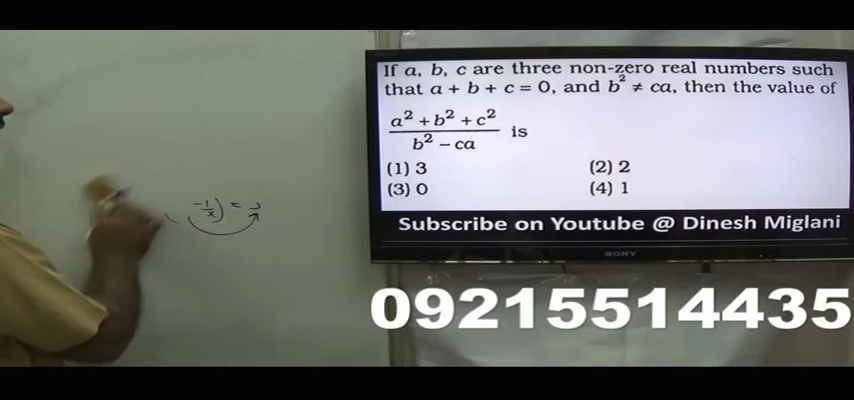 If a, b, c are three non-zero real numbers such
that a + b + c = 0, and b² ≠ ca, then the value of
a² + b² + c² / b² – ca is
(1) 3 (2) 2
(3) 0 (4) 1
Subscribe on Youtube @ Dinesh Miglani
SONY
09215514435
-1/x) =